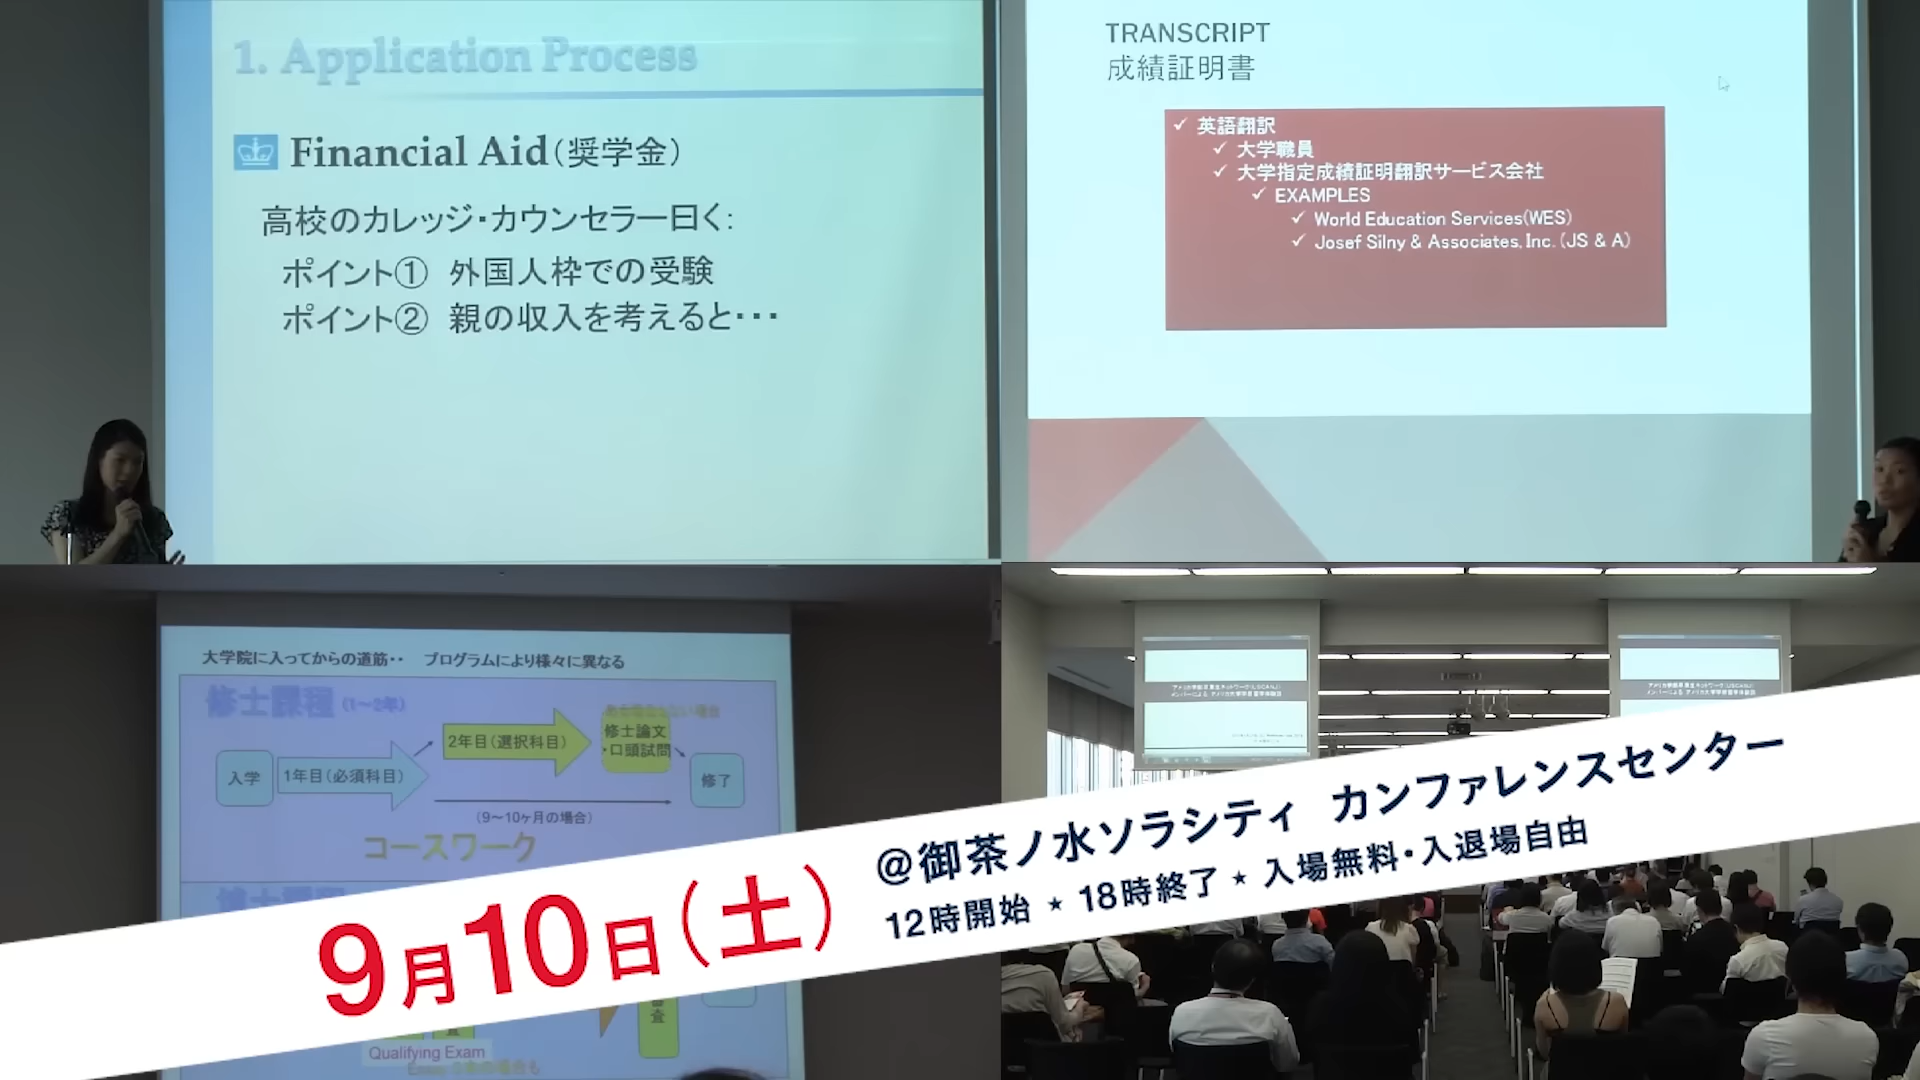 1. Application Process
Financial Aid(奨学金)
高校のカレッジ・カウンセラー曰く:
ポイント① 外国人枠での受験
ポイント② 親の収入を考えると・・・
TRANSCRIPT
成績証明書
✓ 英語翻訳
✓ 大学職員
✓ 大学指定成績証明翻訳サービス会社
✓ EXAMPLES
✓ World Education Services(WES)
✓ Josef Silny & Associates, Inc. (JS & A)
大学院に入ってからの道筋・・ プログラムにより様々に異なる
修士課程 (1~2年)
入学
1年目(必須科目)
2年目(選択科目)
修士論文
・口頭試問
修了
(9~10ヶ月の場合)
コースワーク
査
査
Qualifying Exam
9月10日(土)
@御茶ノ水ソラシティ カンファレンスセンター
12時開始 ★ 18時終了 ★ 入場無料・入退場自由